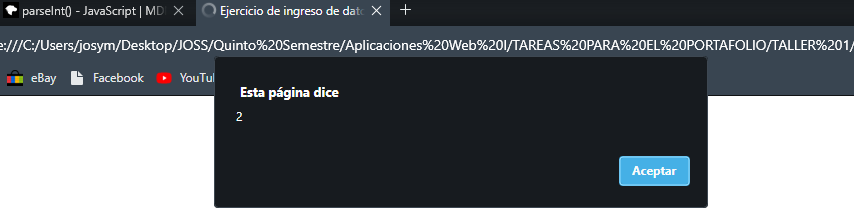 parseInt() - JavaScript | MD
Ejercicio de ingreso de dato
e:///C:/Users/josym/Desktop/JOSS/Quinto%20Semestre/Aplicaciones%20Web%20I/TAREAS%20PARA%20EL%20PORTAFOLIO/TALLER%201/
eBay
Facebook
YouTu
Esta página dice
2
Aceptar